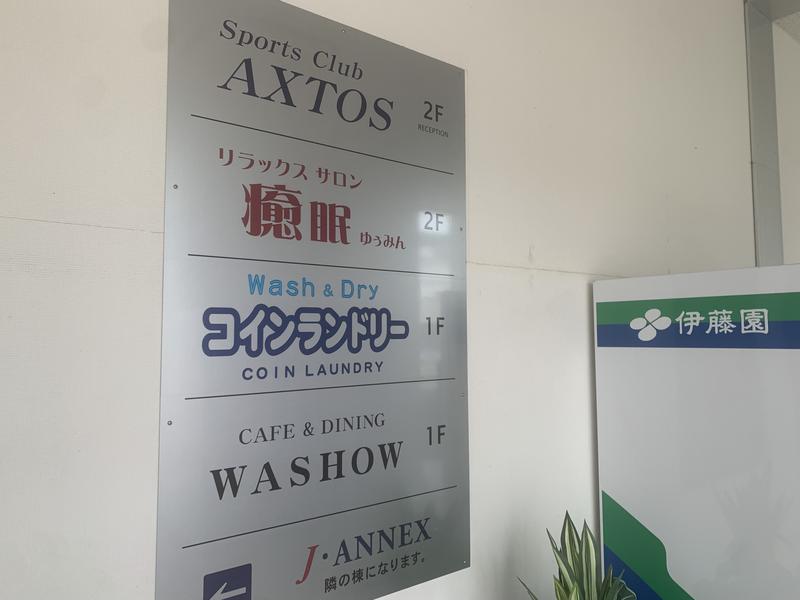 Sports Club
AXTOS
2F
RECEPTION
リラックス サロン
癒眠 ゆぅみん
2F
Wash & Dry
コインランドリー
COIN LAUNDRY
1F
CAFE & DINING
WASHOW
1F
J・ANNEX
隣の棟になります。
伊藤園